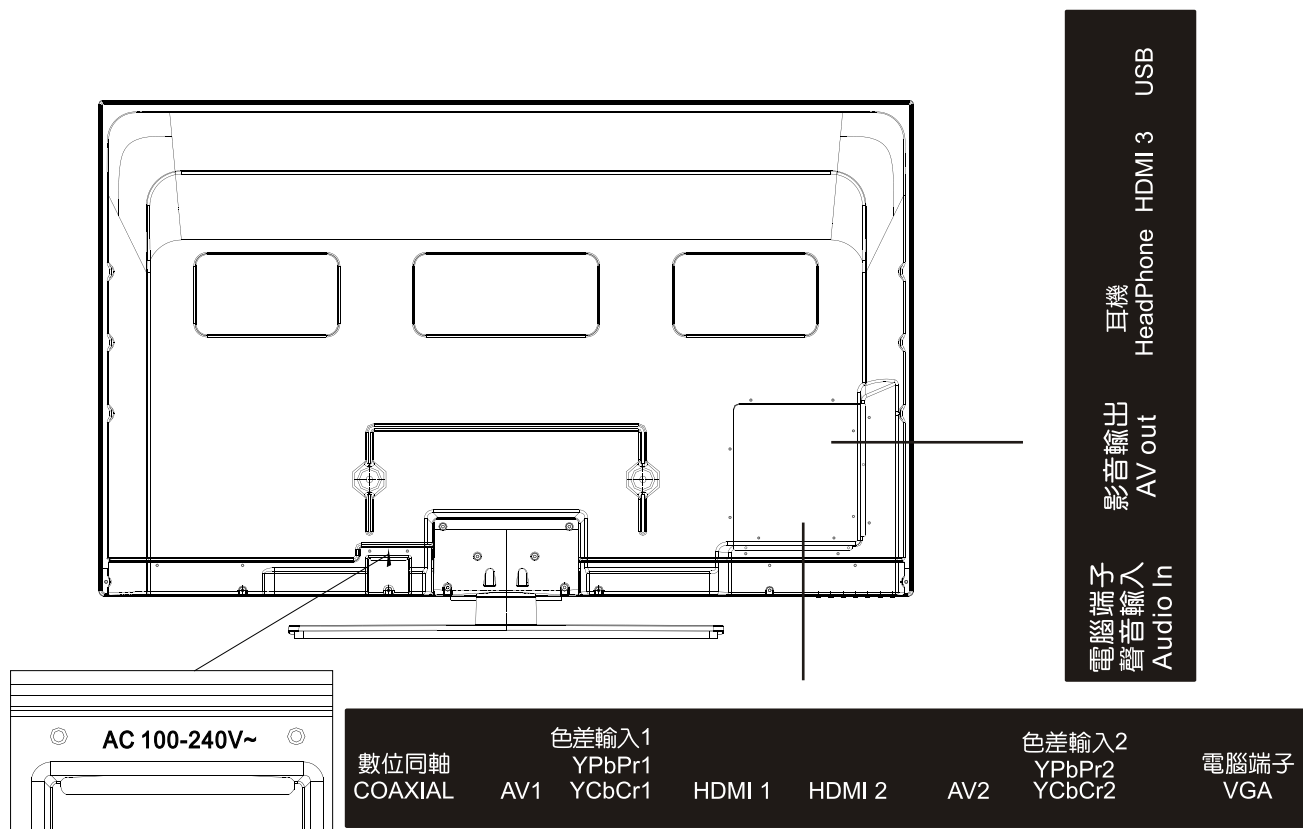 USB
HDMI 3
耳機
HeadPhone
影音輸出
AV out
電腦端子
聲音輸入
Audio In
AC 100-240V~
數位同軸
COAXIAL
AV1
色差輸入1
YPbPr1
YCbCr1
HDMI 1
HDMI 2
AV2
色差輸入2
YPbPr2
YCbCr2
電腦端子
VGA